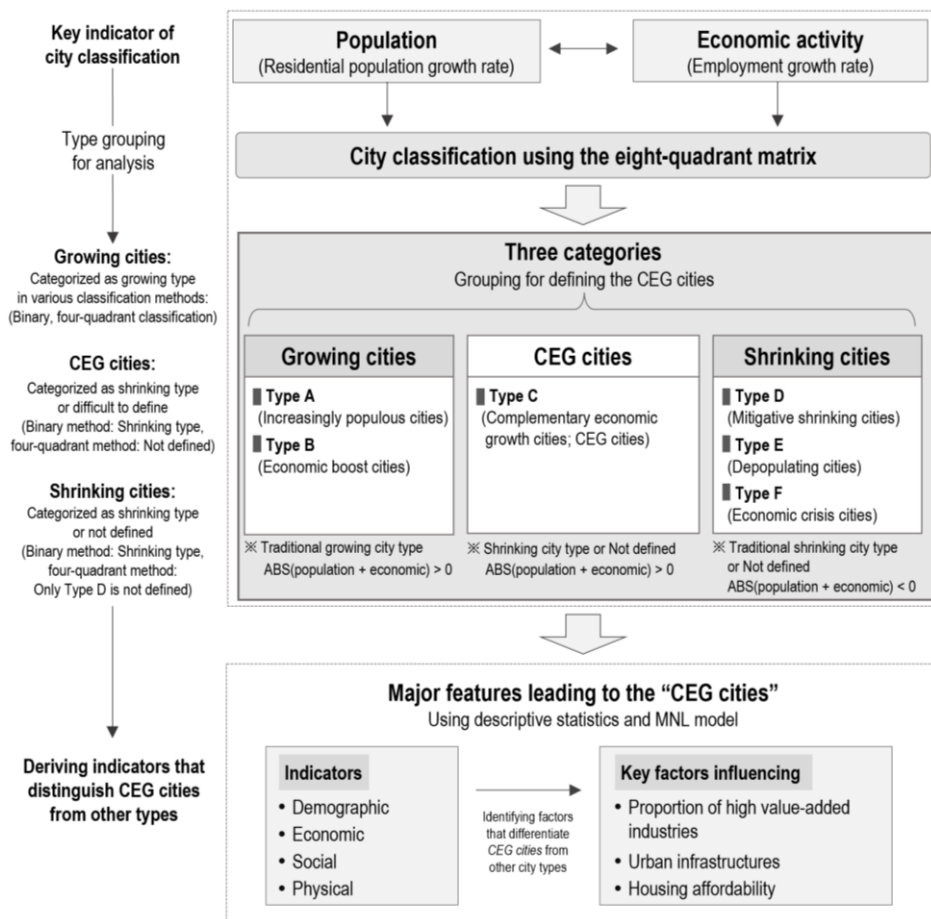 Key indicator of
city classification
Type grouping
for analysis
Growing cities:
Categorized as growing type
in various classification methods:
(Binary, four-quadrant classification)
CEG cities:
Categorized as shrinking type
or difficult to define
(Binary method: Shrinking type,
four-quadrant method: Not defined)
Shrinking cities:
Categorized as shrinking type
or not defined
(Binary method: Shrinking type,
four-quadrant method:
Only Type D is not defined)
Deriving indicators that
distinguish CEG cities
from other types
Population
(Residential population growth rate)
Economic activity
(Employment growth rate)
City classification using the eight-quadrant matrix
Three categories
Grouping for defining the CEG cities
Growing cities
Type A
(Increasingly populous cities)
Type B
(Economic boost cities)
※ Traditional growing city type
ABS(population + economic) > 0
CEG cities
Type C
(Complementary economic
growth cities; CEG cities)
※ Shrinking city type or Not defined
ABS(population + economic) > 0
Shrinking cities
Type D
(Mitigative shrinking cities)
Type E
(Depopulating cities)
Type F
(Economic crisis cities)
※ Traditional shrinking city type
or Not defined
ABS(population + economic) < 0
Major features leading to the “CEG cities”
Using descriptive statistics and MNL model
Indicators
• Demographic
• Economic
• Social
• Physical
Identifying factors
that differentiate
CEG cities from
other city types
Key factors influencing
• Proportion of high value-added
industries
• Urban infrastructures
• Housing affordability